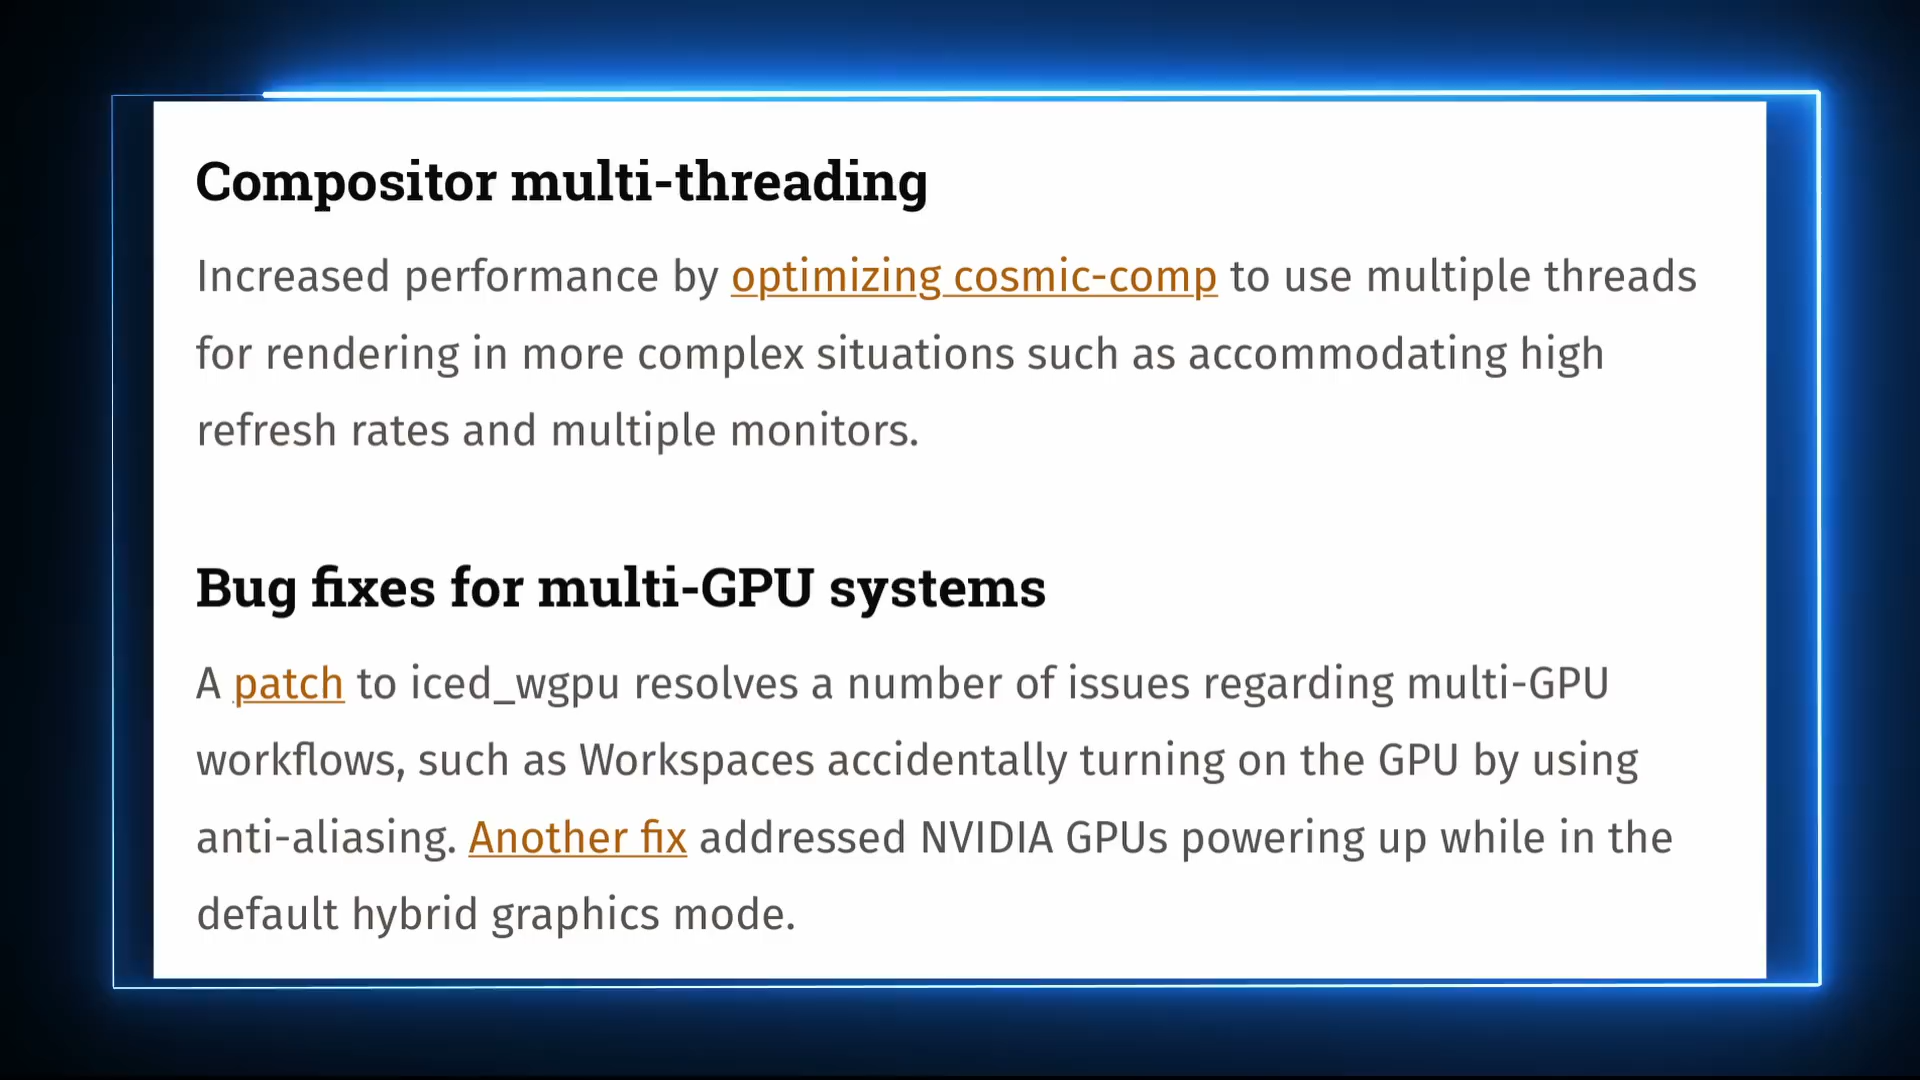 Compositor multi-threading
Increased performance by optimizing cosmic-comp to use multiple threads
for rendering in more complex situations such as accommodating high
refresh rates and multiple monitors.
Bug fixes for multi-GPU systems
A patch to iced_wgpu resolves a number of issues regarding multi-GPU
workflows, such as Workspaces accidentally turning on the GPU by using
anti-aliasing. Another fix addressed NVIDIA GPUs powering up while in the
default hybrid graphics mode.